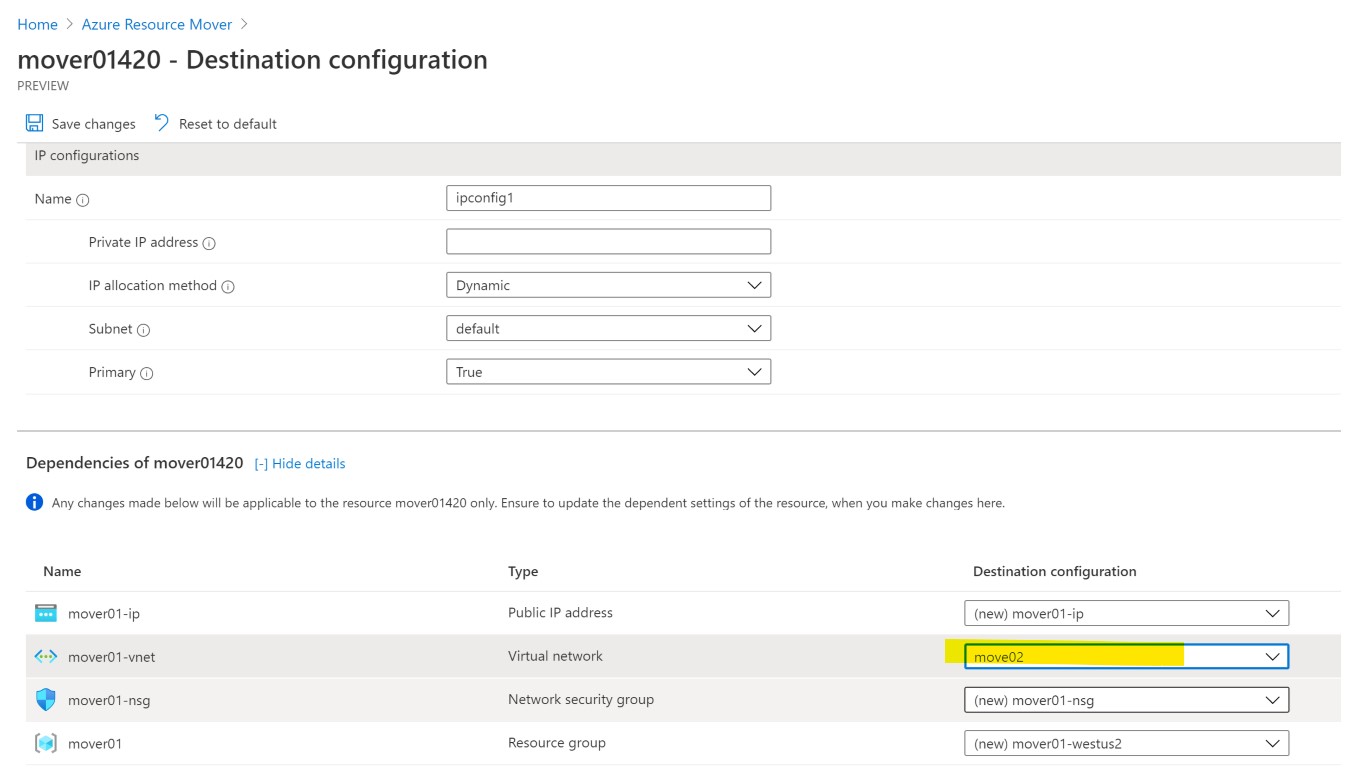 Home > Azure Resource Mover >
mover01420 - Destination configuration
PREVIEW
Save changes Reset to default
IP configurations
Name ipconfig1
Private IP address
IP allocation method Dynamic
Subnet default
Primary True
Dependencies of mover01420 [-] Hide details
Any changes made below will be applicable to the resource mover01420 only. Ensure to update the dependent settings of the resource, when you make changes here.
Name Type Destination configuration
mover01-ip Public IP address (new) mover01-ip
mover01-vnet Virtual network move02
mover01-nsg Network security group (new) mover01-nsg
mover01 Resource group (new) mover01-westus2